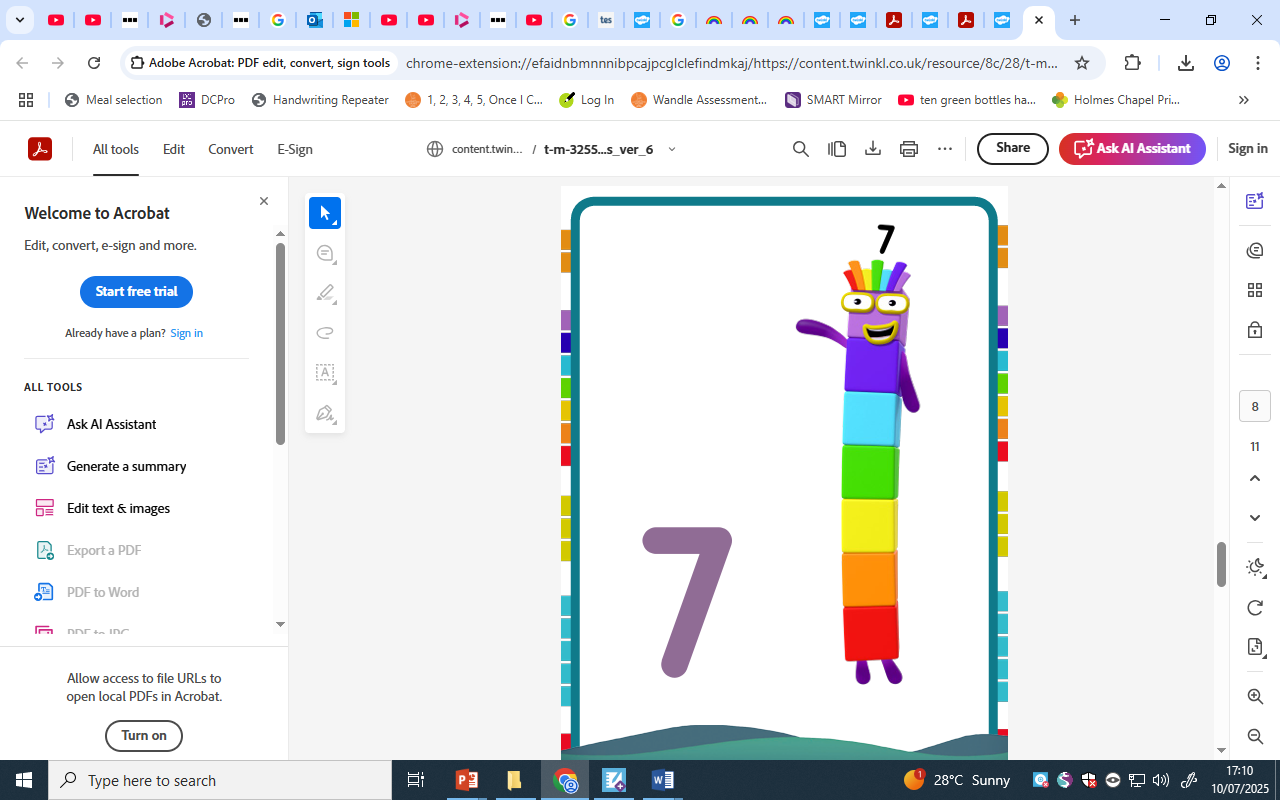 Adobe Acrobat: PDF edit, convert, sign tools
chrome-extension://efaidnbmnnnibpcajpcglclefindmkaj/https://content.twinkl.co.uk/resource/8c/28/t-m...
Meal selection
DCPro
Handwriting Repeater
1, 2, 3, 4, 5, Once I C...
Log In
Wandle Assessment...
SMART Mirror
ten green bottles ha...
Holmes Chapel Pri...
All tools
Edit
Convert
E-Sign
content.twin...
/ t-m-3255...s_ver_6
Share
Ask AI Assistant
Sign in
Welcome to Acrobat
Edit, convert, e-sign and more.
Start free trial
Already have a plan? Sign in
ALL TOOLS
Ask AI Assistant
Generate a summary
Edit text & images
Export a PDF
PDF to Word
PDF to JPG
Allow access to file URLs to
open local PDFs in Acrobat.
Turn on
7
7
8
11
Type here to search
28°C Sunny
17:10
10/07/2025